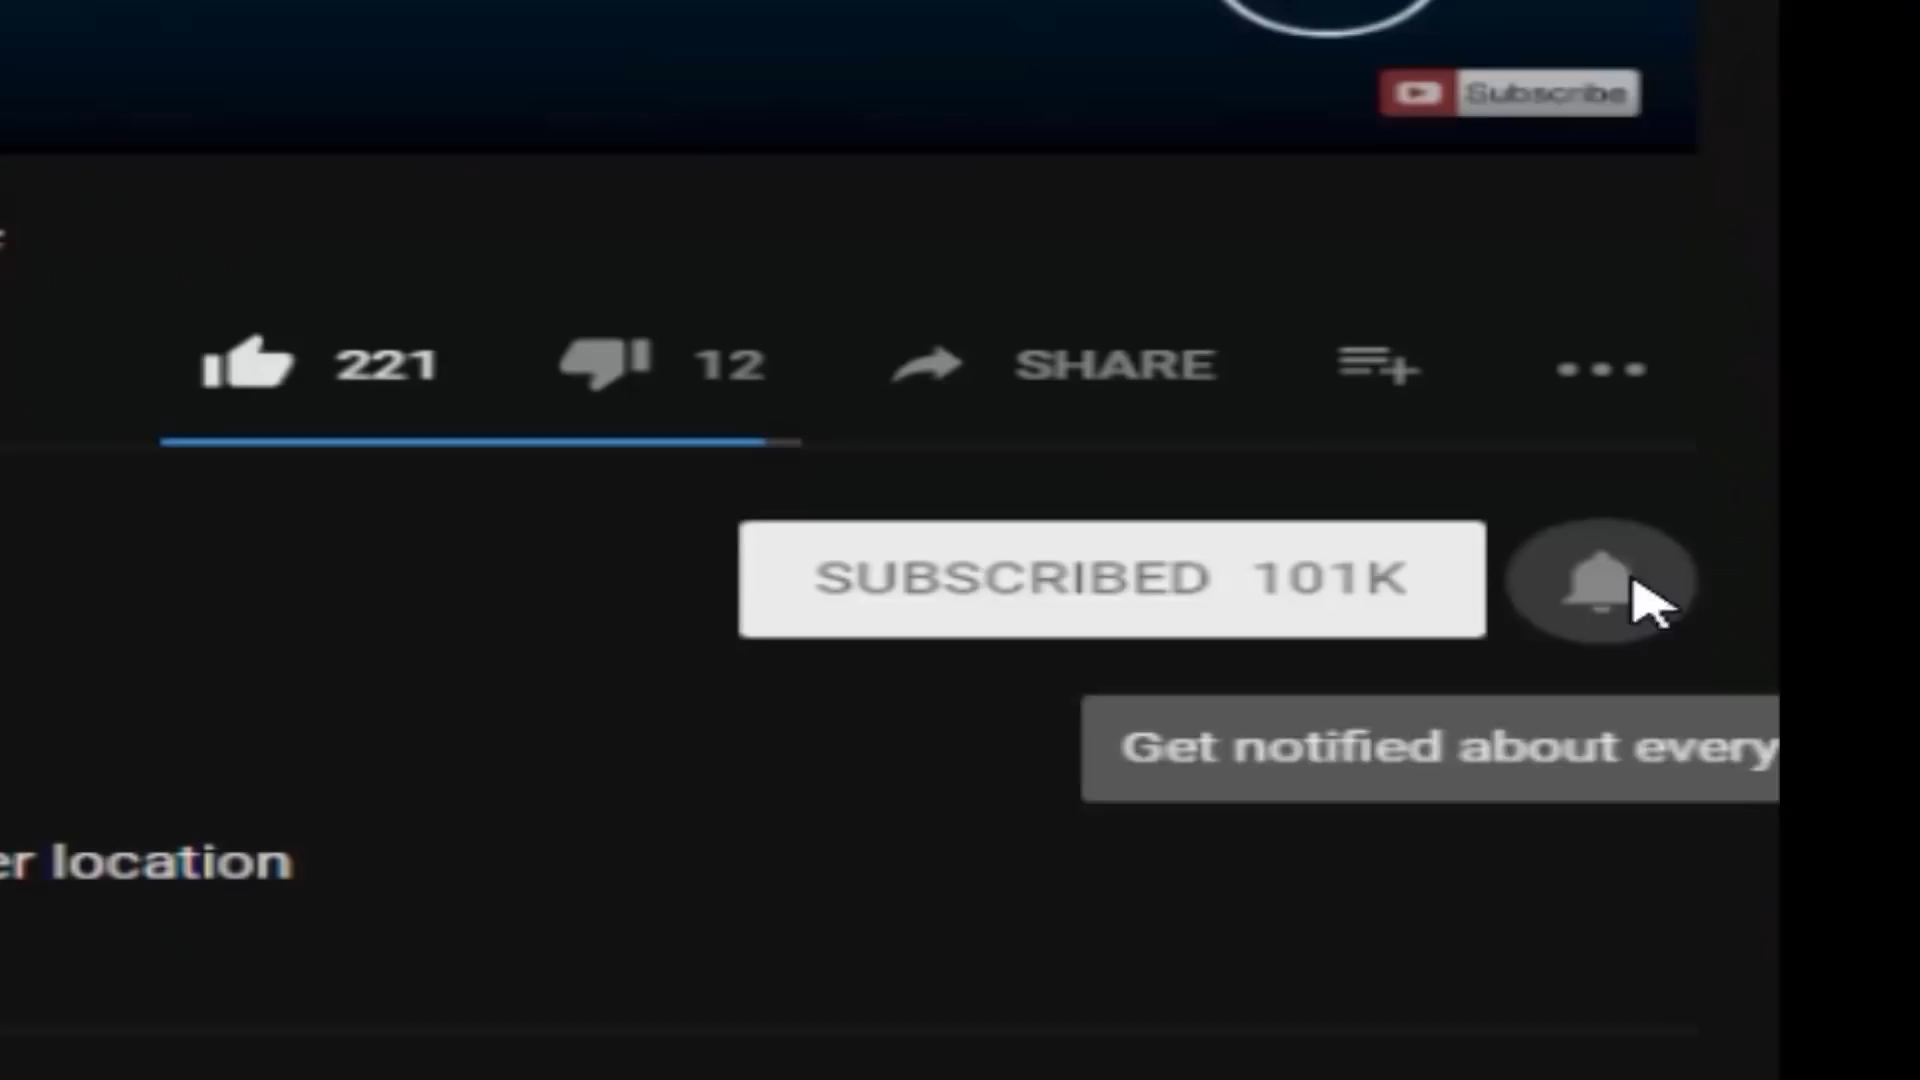 Subscribe
221 12 SHARE
SUBSCRIBED 101K
Get notified about every
er location